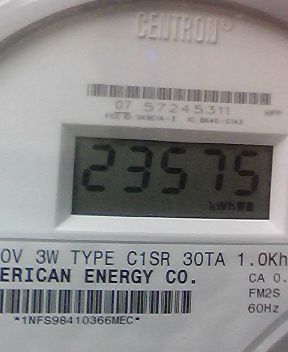 CENTRON®
07 57245311
23575
kWh
0V 3W TYPE C1SR 30TA 1.0Kh
ERICAN ENERGY CO.
CA 0.
FM2S
60Hz
*1NFS98410366MEC*